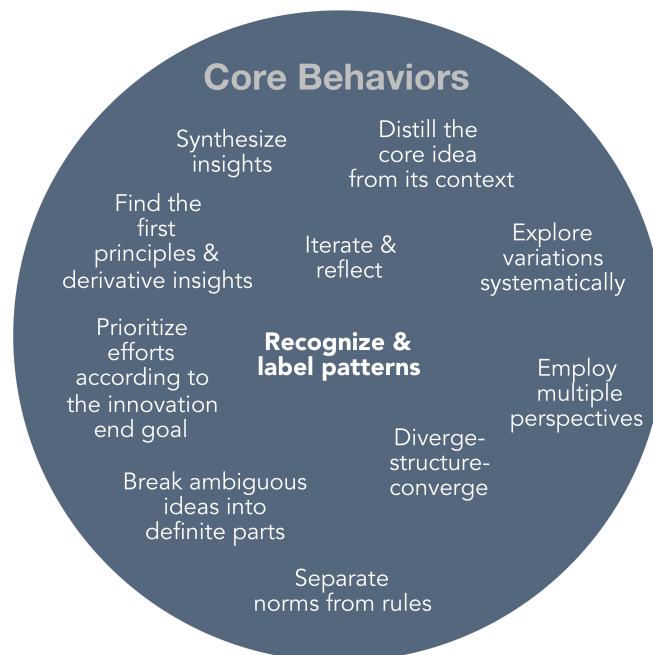 Core Behaviors
Synthesize
insights
Distill the
core idea
from its context
Find the
first
principles &
derivative insights
Iterate &
reflect
Explore
variations
systematically
Prioritize
efforts
according to
the innovation
end goal
Recognize &
label patterns
Employ
multiple
perspectives
Diverge-
structure-
converge
Break ambiguous
ideas into
definite parts
Separate
norms from rules